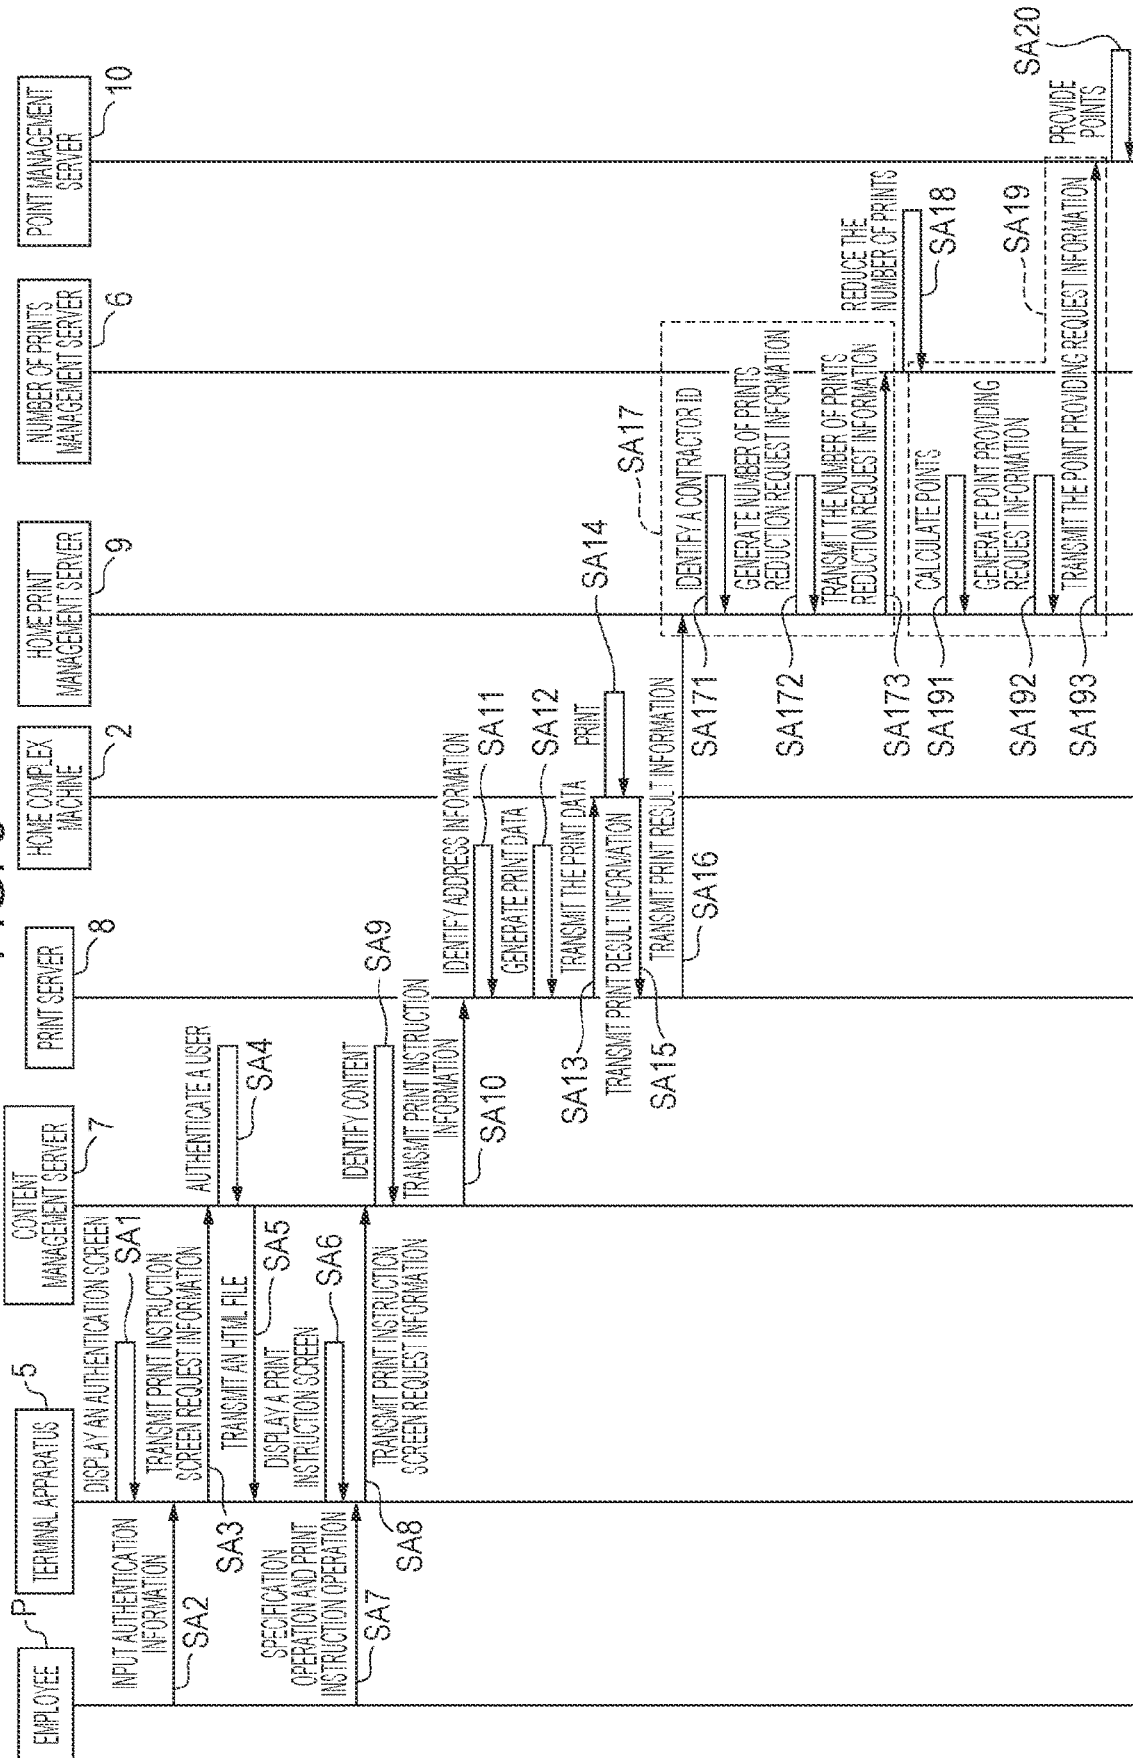 EMPLOYEE
P
TERMINAL APPARATUS
5
CONTENT
MANAGEMENT SERVER
7
PRINT SERVER
8
HOME COMPLEX
MACHINE
2
HOME PRINT
MANAGEMENT SERVER
9
NUMBER OF PRINTS
MANAGEMENT SERVER
6
POINT MANAGEMENT
SERVER
10
DISPLAY AN AUTHENTICATION SCREEN
SA1
INPUT AUTHENTICATION
INFORMATION
SA2
TRANSMIT PRINT INSTRUCTION
SCREEN REQUEST INFORMATION
SA3
AUTHENTICATE A USER
SA4
TRANSMIT AN HTML FILE
SA5
DISPLAY A PRINT
INSTRUCTION SCREEN
SA6
SPECIFICATION
OPERATION AND PRINT
INSTRUCTION OPERATION
SA7
TRANSMIT PRINT INSTRUCTION
SCREEN REQUEST INFORMATION
SA8
IDENTIFY CONTENT
SA9
TRANSMIT PRINT INSTRUCTION
INFORMATION
SA10
IDENTIFY ADDRESS INFORMATION
SA11
GENERATE PRINT DATA
SA12
TRANSMIT THE PRINT DATA
SA13
PRINT
SA14
TRANSMIT PRINT RESULT INFORMATION
SA15
TRANSMIT PRINT RESULT INFORMATION
SA16
SA17
IDENTIFY A CONTRACTOR ID
SA171
GENERATE NUMBER OF PRINTS
REDUCTION REQUEST INFORMATION
SA172
TRANSMIT THE NUMBER OF PRINTS
REDUCTION REQUEST INFORMATION
SA173
REDUCE THE
NUMBER OF PRINTS
SA18
SA19
CALCULATE POINTS
SA191
GENERATE POINT PROVIDING
REQUEST INFORMATION
SA192
TRANSMIT THE POINT PROVIDING REQUEST INFORMATION
SA193
PROVIDE
POINTS
SA20